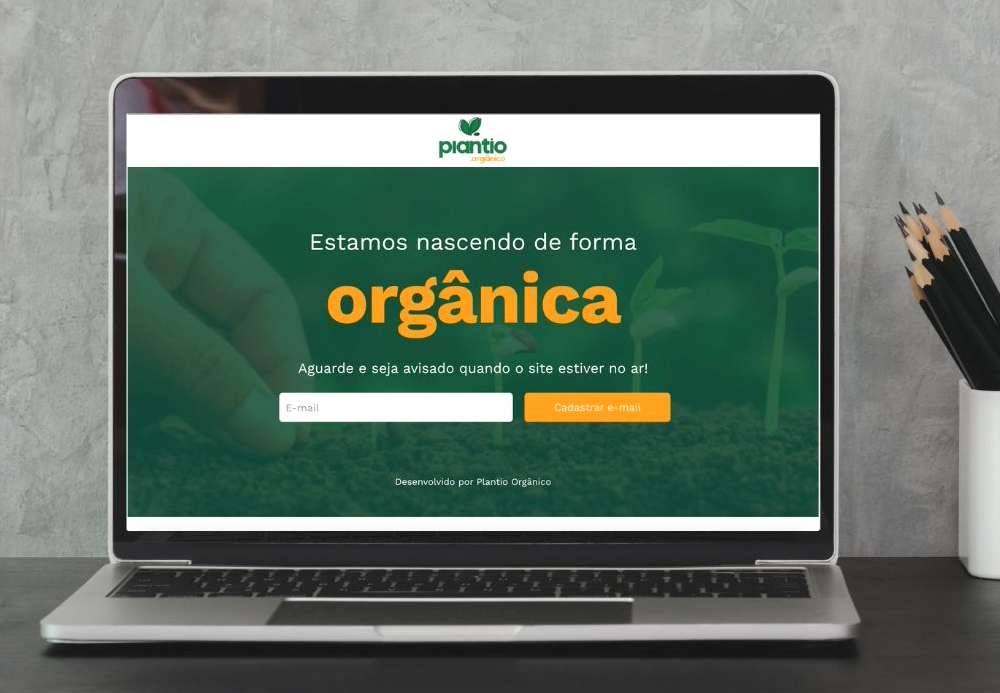 plantio
.orgânico
Estamos nascendo de forma
orgânica
Aguarde e seja avisado quando o site estiver no ar!
E-mail
Cadastrar e-mail
Desenvolvido por Plantio Orgânico